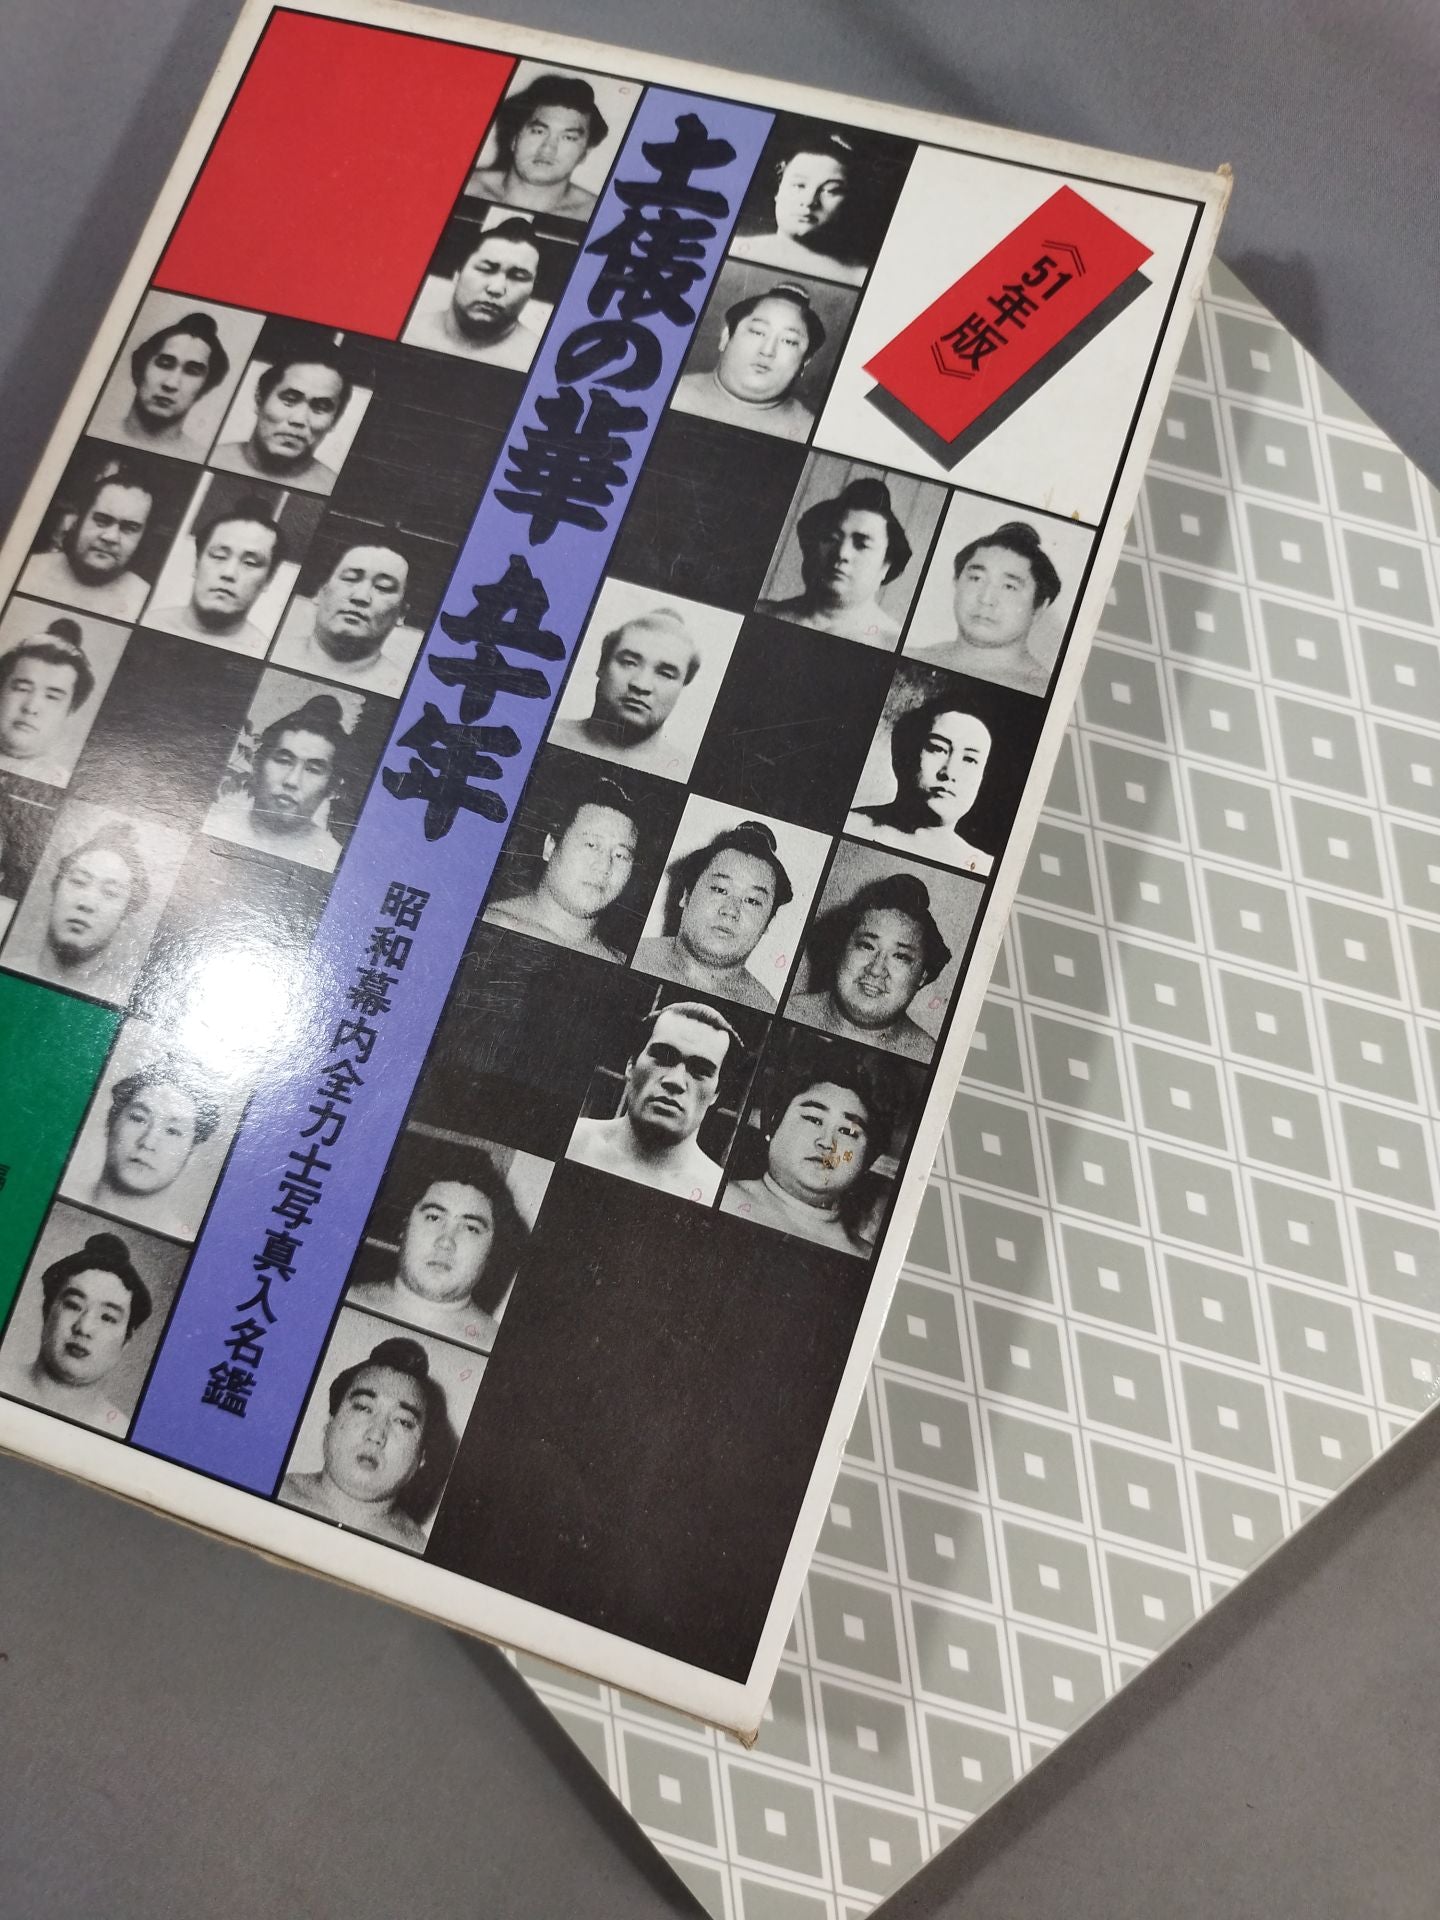 《51年版》
土俵の華 五十年
昭和幕内全力士写真入名鑑